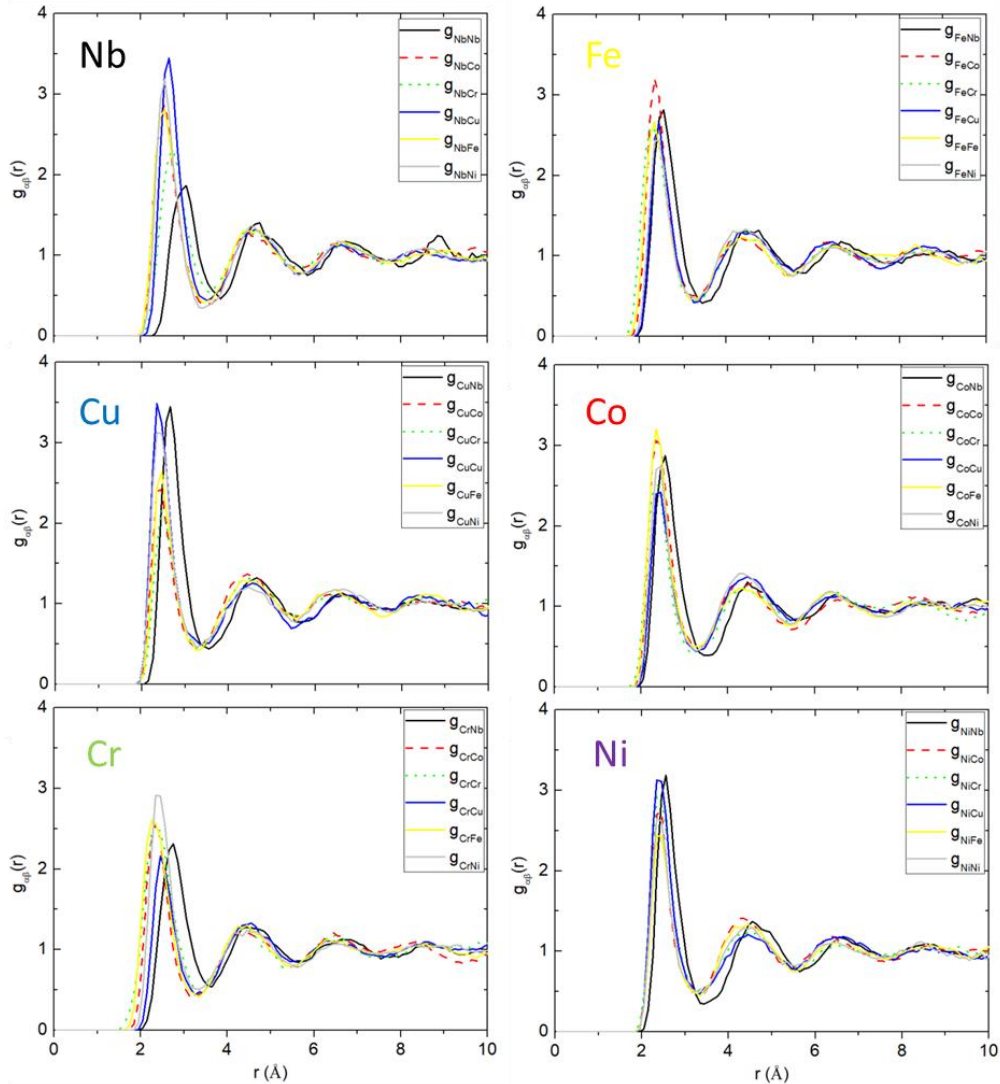 Nb
g_NbNb
g_NbCo
g_NbCr
g_NbCu
g_NbFe
g_NbNi
g_αβ(r)
4
3
2
1
0
Fe
g_FeNb
g_FeCo
g_FeCr
g_FeCu
g_FeFe
g_FeNi
g_αβ(r)
4
3
2
1
0
Cu
g_CuNb
g_CuCo
g_CuCr
g_CuCu
g_CuFe
g_CuNi
g_αβ(r)
4
3
2
1
0
Co
g_CoNb
g_CoCo
g_CoCr
g_CoCu
g_CoFe
g_CoNi
g_αβ(r)
4
3
2
1
0
Cr
g_CrNb
g_CrCo
g_CrCr
g_CrCu
g_CrFe
g_CrNi
g_αβ(r)
4
3
2
1
0
0 2 4 6 8 10
r (Å)
Ni
g_NiNb
g_NiCo
g_NiCr
g_NiCu
g_NiFe
g_NiNi
g_αβ(r)
4
3
2
1
0
0 2 4 6 8 10
r (Å)